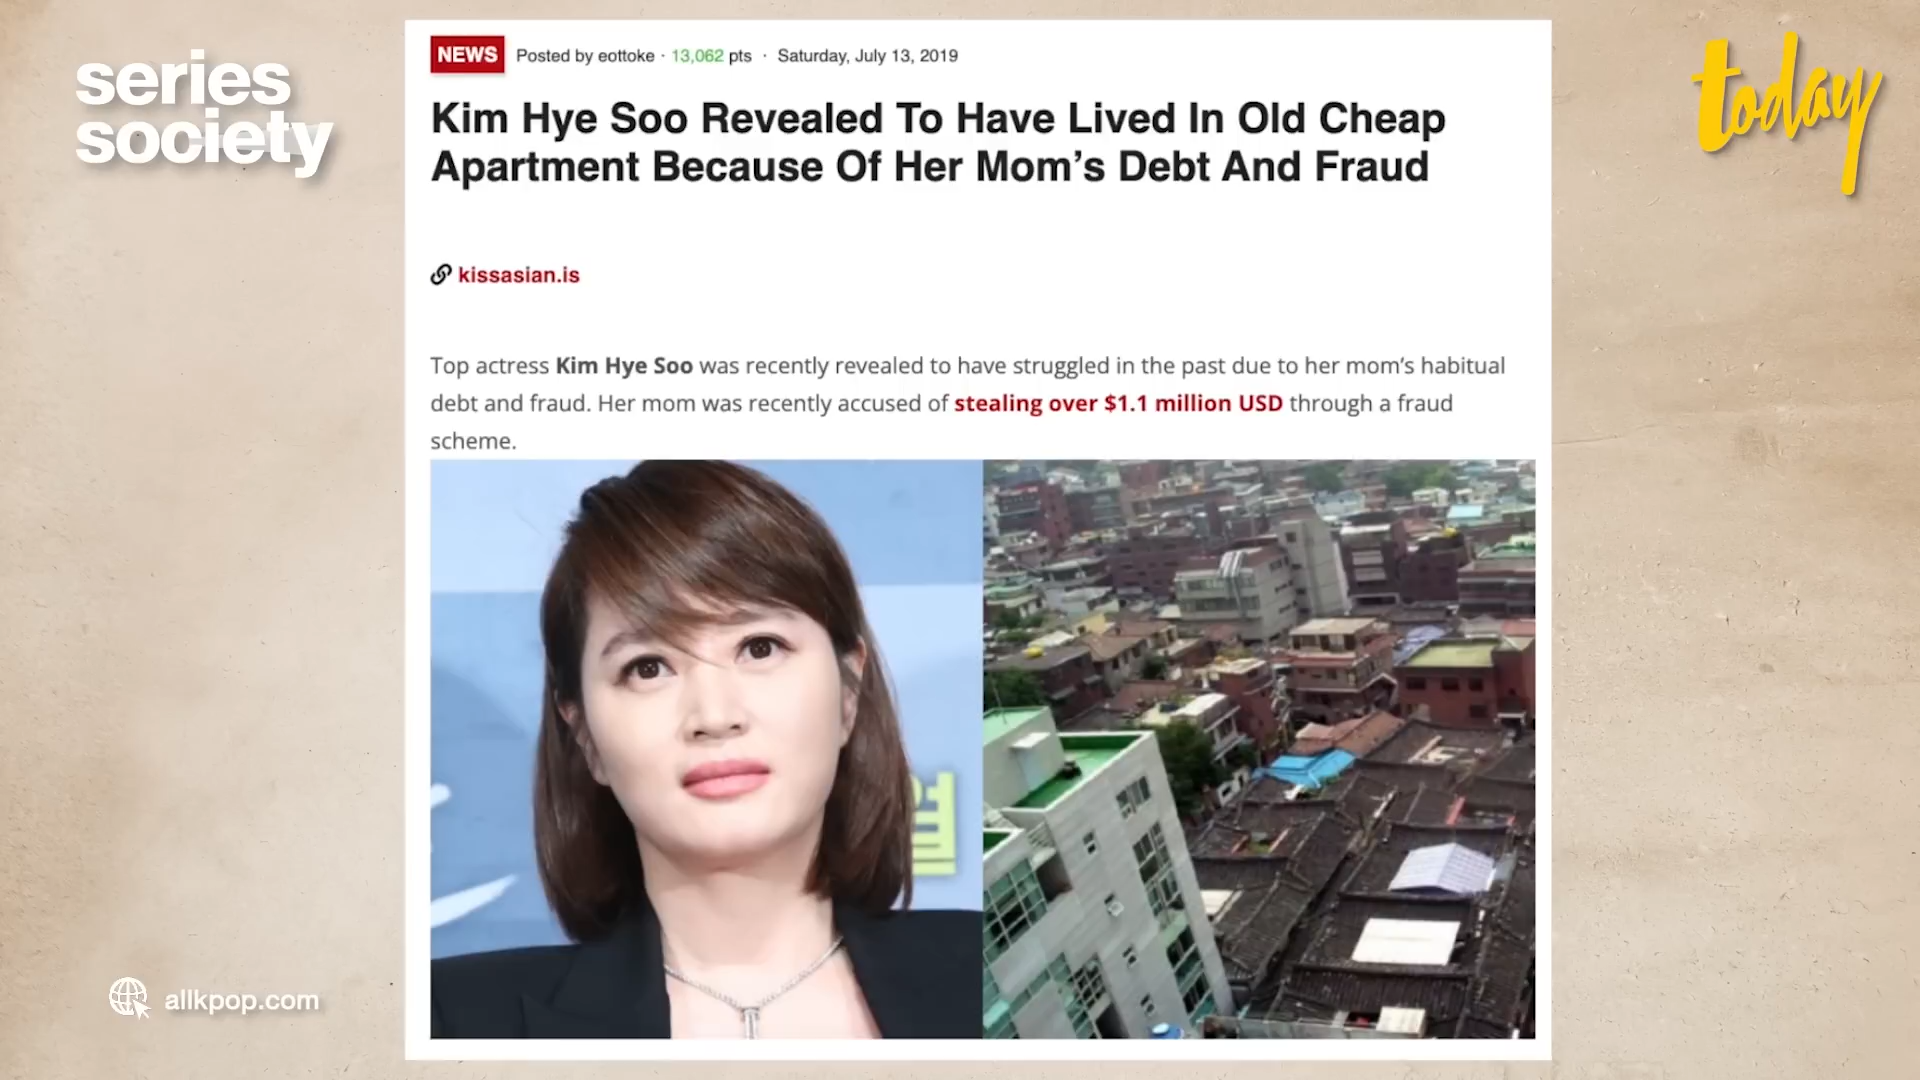 series
society
today
NEWS Posted by eottoke · 13,062 pts · Saturday, July 13, 2019
Kim Hye Soo Revealed To Have Lived In Old Cheap
Apartment Because Of Her Mom’s Debt And Fraud
kissasian.is
Top actress Kim Hye Soo was recently revealed to have struggled in the past due to her mom’s habitual
debt and fraud. Her mom was recently accused of stealing over $1.1 million USD through a fraud
scheme.
allkpop.com